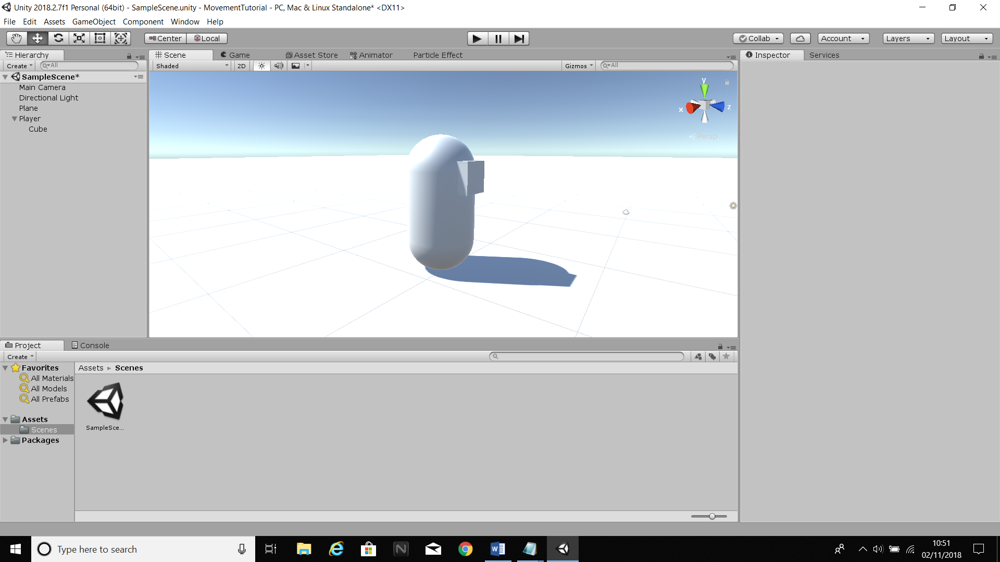 Unity 2018.2.7f1 Personal (64bit) - SampleScene.unity - MovementTutorial - PC, Mac & Linux Standalone* <DX11>
File Edit Assets GameObject Component Window Help
Center Local Collab Account Layers Layout
Hierarchy
Create All
SampleScene*
Main Camera
Directional Light
Plane
Player
Cube
Scene Game Asset Store Animator Particle Effect
Shaded 2D Gizmos All
y
x z
Persp
Inspector Services
Project Console
Create
Favorites
All Materials
All Models
All Prefabs
Assets
Scenes
Packages
Assets Scenes
SampleSce...
Type here to search
10:51
02/11/2018